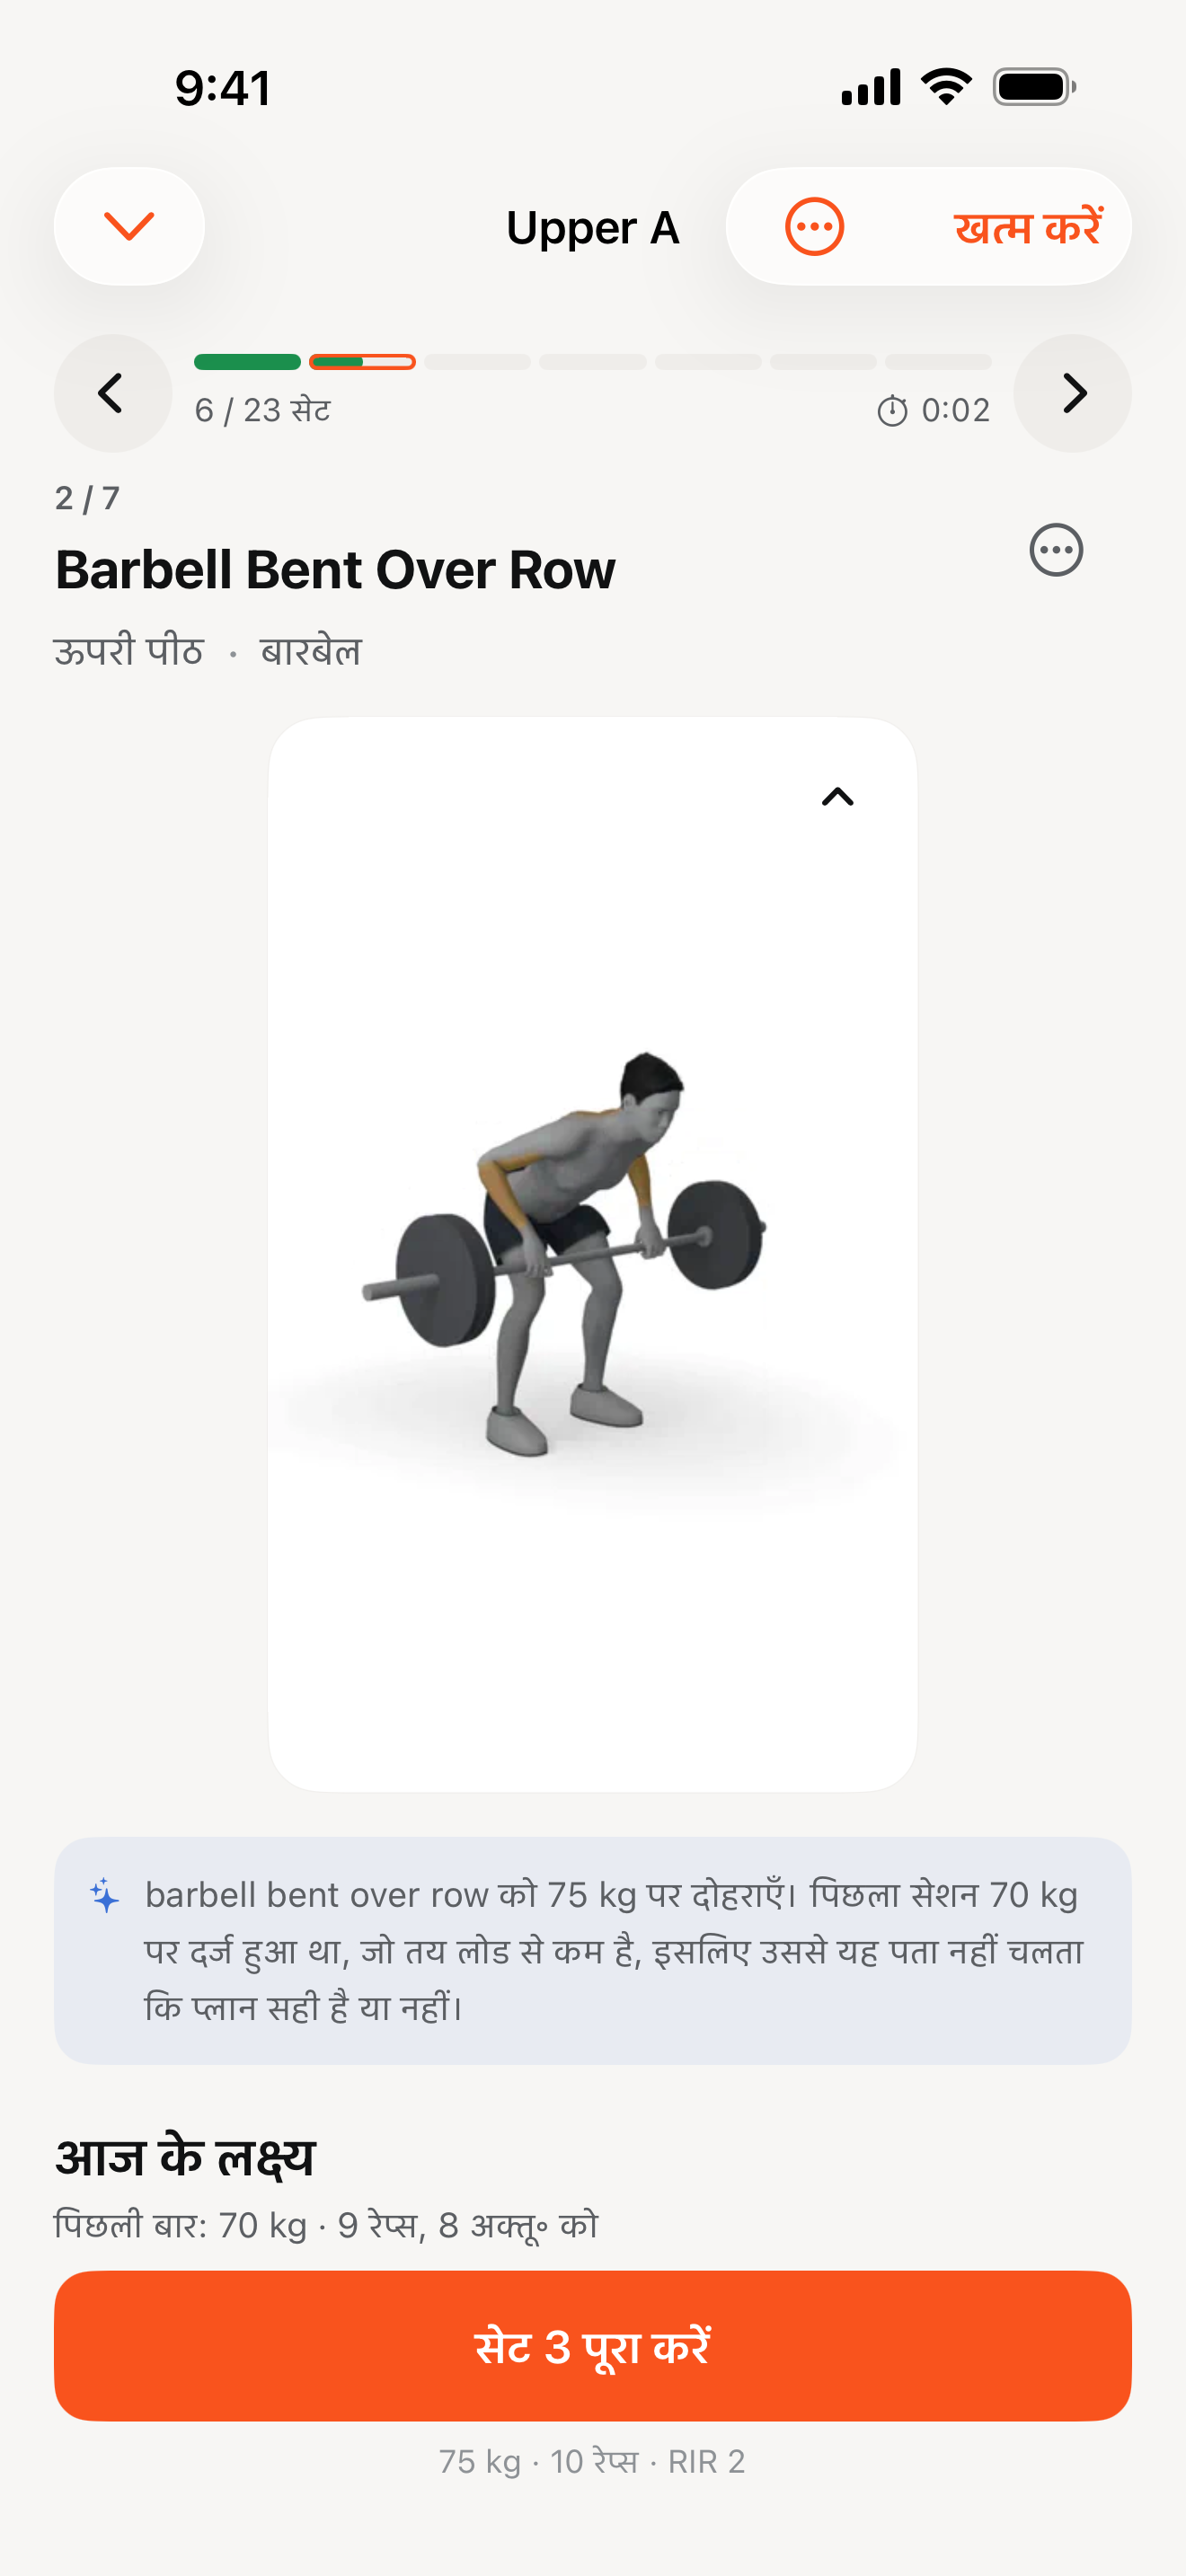 9:41
Upper A
खत्म करें
6 / 23 सेट
0:02
2 / 7
Barbell Bent Over Row
ऊपरी पीठ · बारबेल
barbell bent over row को 75 kg पर दोहराएँ। पिछला सेशन 70 kg
पर दर्ज हुआ था, जो तय लोड से कम है, इसलिए उससे यह पता नहीं चलता
कि प्लान सही है या नहीं।
आज के लक्ष्य
पिछली बार: 70 kg · 9 रेप्स, 8 अक्तू॰ को
सेट 3 पूरा करें
75 kg · 10 रेप्स · RIR 2